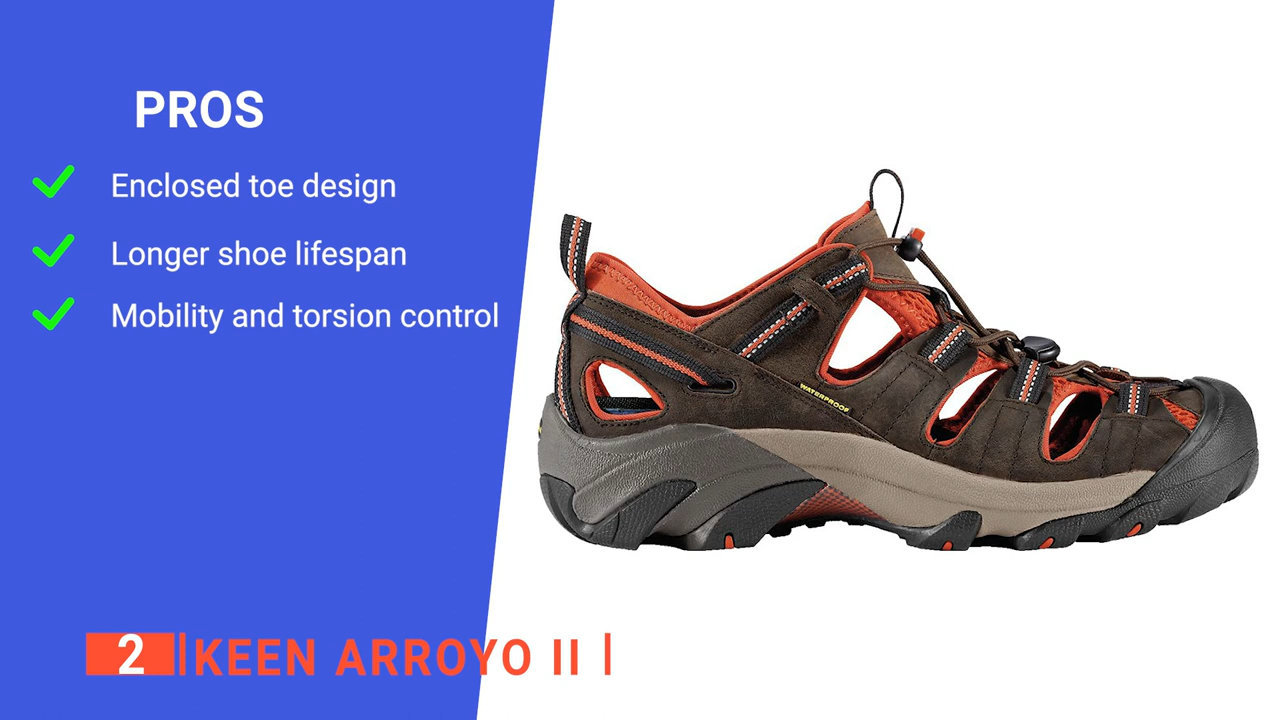 PROS
Enclosed toe design
Longer shoe lifespan
Mobility and torsion control
WATERPROOF
2 KEEN ARROYO II